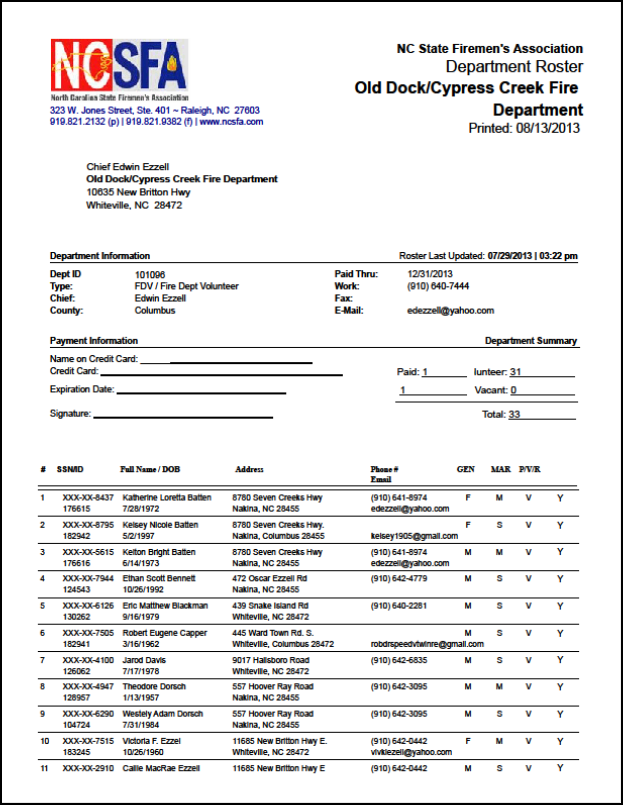 NCSFA
North Carolina State Firemen's Association
323 W. Jones Street, Ste. 401 ~ Raleigh, NC 27603
919.821.2132 (p) | 919.821.9382 (f) | www.ncsfa.com
NC State Firemen's Association
Department Roster
Old Dock/Cypress Creek Fire
Department
Printed: 08/13/2013
Chief Edwin Ezzell
Old Dock/Cypress Creek Fire Department
10635 New Britton Hwy
Whiteville, NC 28472
Department Information Roster Last Updated: 07/29/2013 | 03:22 pm
Dept ID 101096 Paid Thru: 12/31/2013
Type: FDV / Fire Dept Volunteer Work: (910) 640-7444
Chief: Edwin Ezzell Fax:
County: Columbus E-Mail: edezzell@yahoo.com
Payment Information Department Summary
Name on Credit Card:
Credit Card: Paid: 1 lunteer: 31
Expiration Date: 1 Vacant: 0
Signature: Total: 33
# SSN/ID Full Name / DOB Address Phone # GEN MAR P/V/R
Email
1 XXX-XX-8437 Katherine Loretta Batten 8780 Seven Creeks Hwy (910) 641-8974 F M V Y
176615 7/28/1972 Nakina, NC 28455 edezzell@yahoo.com
2 XXX-XX-8795 Kelsey Nicole Batten 8780 Seven Creeks Hwy. F S V Y
182942 5/2/1997 Nakina, Columbus 28455 kelsey1905@gmail.com
3 XXX-XX-5615 Kelton Bright Batten 8780 Seven Creeks Hwy (910) 641-8974 M M V Y
176616 6/14/1973 Nakina, NC 28455 edezzell@yahoo.com
4 XXX-XX-7944 Ethan Scott Bennett 472 Oscar Ezzell Rd (910) 642-4779 M S V Y
124543 10/26/1992 Nakina, NC 28455
5 XXX-XX-6126 Eric Matthew Blackman 439 Snake Island Rd (910) 640-2281 M S V Y
130262 9/16/1979 Whiteville, NC 28472
6 XXX-XX-7505 Robert Eugene Capper 445 Ward Town Rd. S. M S V Y
182941 3/16/1962 Whiteville, Columbus 28472 robdrspeedvtwinre@gmail.com
7 XXX-XX-4100 Jarod Davis 9017 Hallsboro Road (910) 642-6835 M S V Y
126062 7/17/1978 Whiteville, NC 28472
8 XXX-XX-4947 Theodore Dorsch 557 Hoover Ray Road (910) 642-3095 M M V Y
128957 1/13/1957 Nakina, NC 28455
9 XXX-XX-6290 Westely Adam Dorsch 557 Hoover Ray Road (910) 642-3095 M S V Y
104724 7/31/1984 Nakina, NC 28455
10 XXX-XX-7515 Victoria F. Ezzel 11685 New Britton Hwy E. (910) 642-0442 F M V Y
183245 10/26/1960 Whiteville, NC 28472 vivkiezell@yahoo.com
11 XXX-XX-2910 Callie MacRae Ezzell 11685 New Britton Hwy E (910) 642-0442 M S V Y